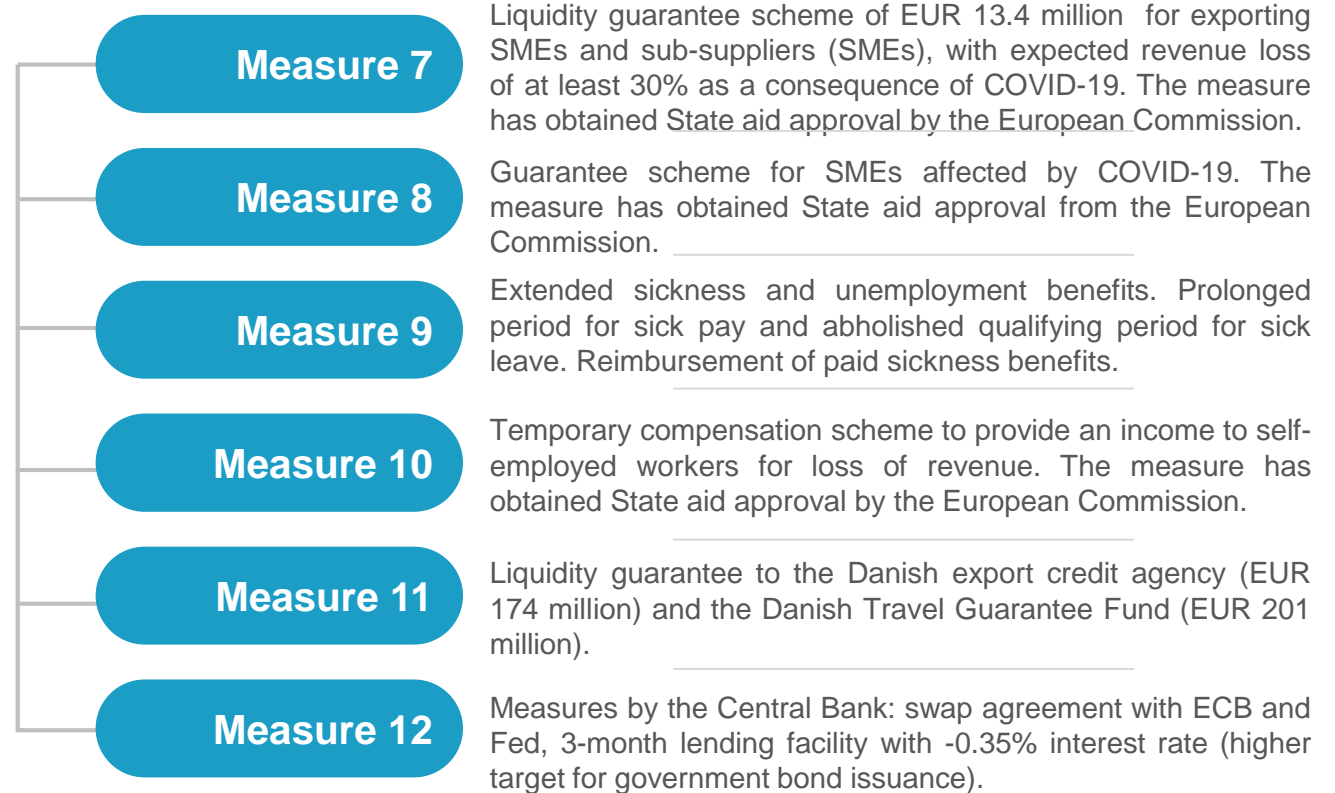 Measure 7
Liquidity guarantee scheme of EUR 13.4 million for exporting
SMEs and sub-suppliers (SMEs), with expected revenue loss
of at least 30% as a consequence of COVID-19. The measure
has obtained State aid approval by the European Commission.
Measure 8
Guarantee scheme for SMEs affected by COVID-19. The
measure has obtained State aid approval from the European
Commission.
Measure 9
Extended sickness and unemployment benefits. Prolonged
period for sick pay and abholished qualifying period for sick
leave. Reimbursement of paid sickness benefits.
Measure 10
Temporary compensation scheme to provide an income to self-
employed workers for loss of revenue. The measure has
obtained State aid approval by the European Commission.
Measure 11
Liquidity guarantee to the Danish export credit agency (EUR
174 million) and the Danish Travel Guarantee Fund (EUR 201
million).
Measure 12
Measures by the Central Bank: swap agreement with ECB and
Fed, 3-month lending facility with -0.35% interest rate (higher
target for government bond issuance).